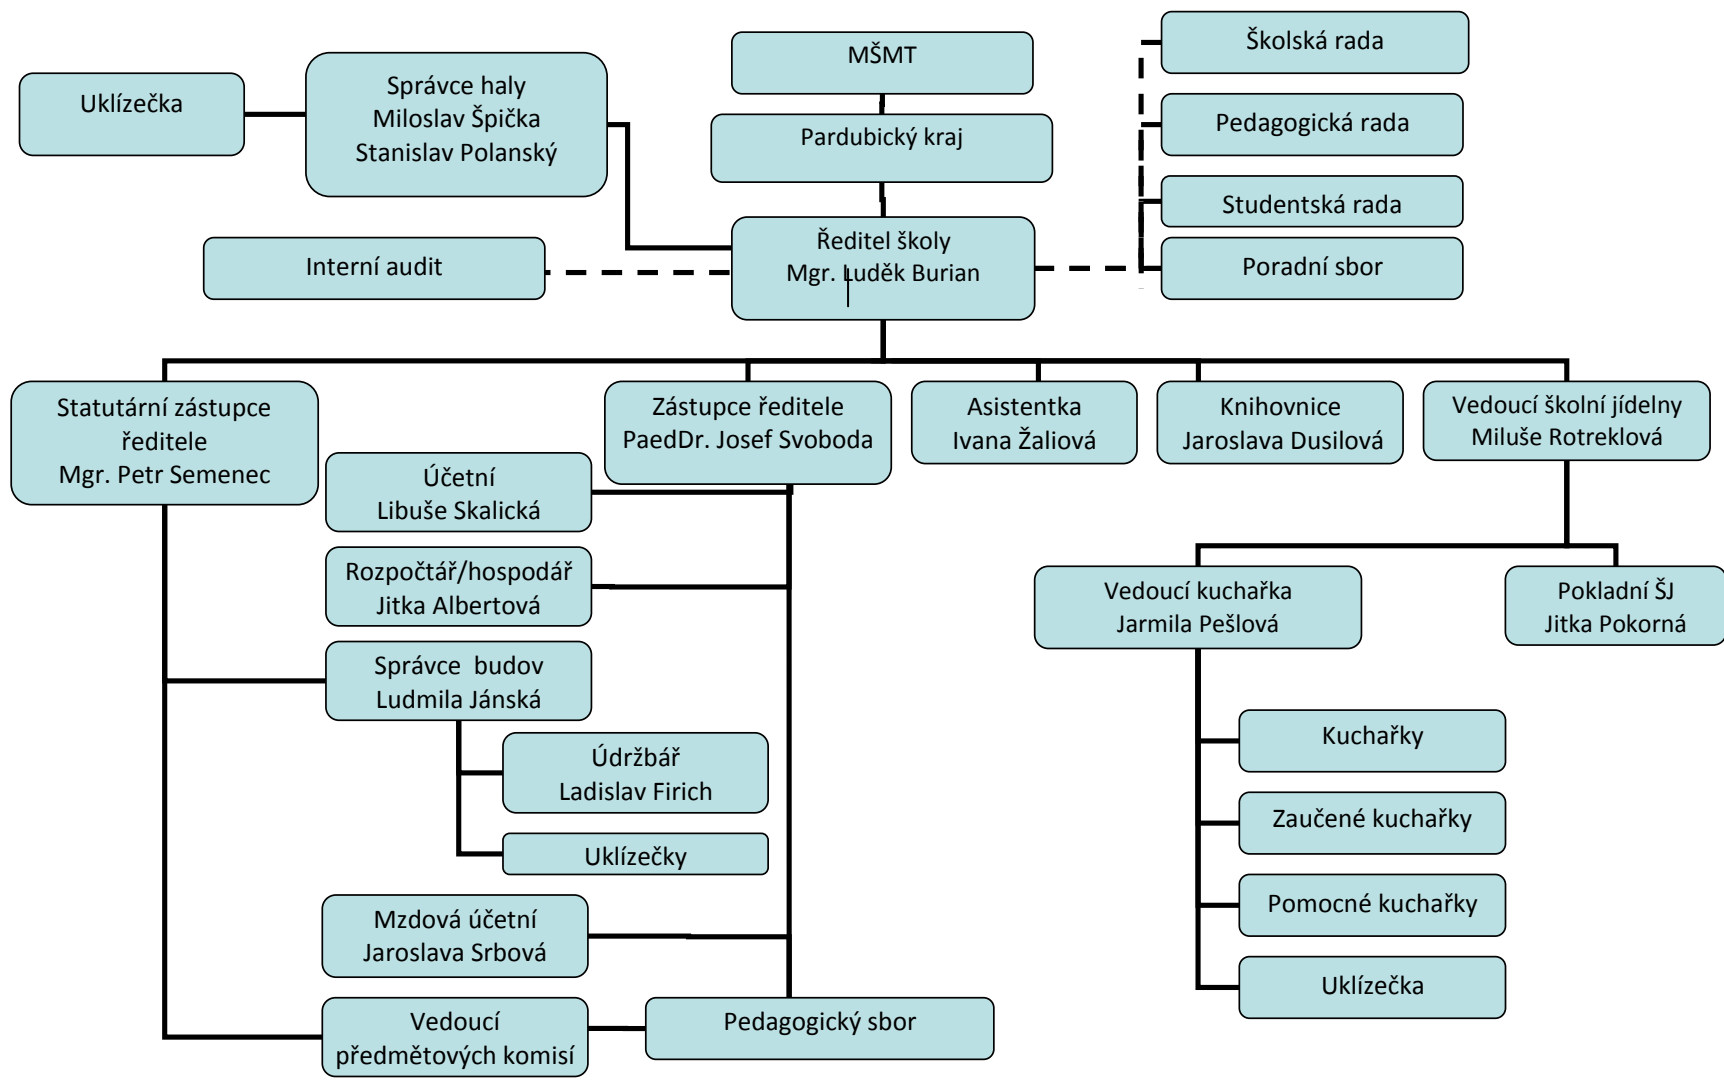 Školská rada
MŠMT
Správce haly
Miloslav Špička
Stanislav Polanský
Uklízečka
Pedagogická rada
Pardubický kraj
Studentská rada
Ředitel školy
Mgr. Luděk Burian
Interní audit
Poradní sbor
Statutární zástupce
ředitele
Mgr. Petr Semenec
Zástupce ředitele
PaedDr. Josef Svoboda
Asistentka
Ivana Žaliová
Knihovnice
Jaroslava Dusilová
Vedoucí školní jídelny
Miluše Rotreklová
Účetní
Libuše Skalická
Rozpočtář/hospodář
Jitka Albertová
Vedoucí kuchařka
Jarmila Pešlová
Pokladní ŠJ
Jitka Pokorná
Správce  budov
Ludmila Jánská
Údržbář
Ladislav Firich
Uklízečky
Kuchařky
Zaučené kuchařky
Pomocné kuchařky
Uklízečka
Mzdová účetní
Jaroslava Srbová
Vedoucí
předmětových komisí
Pedagogický sbor